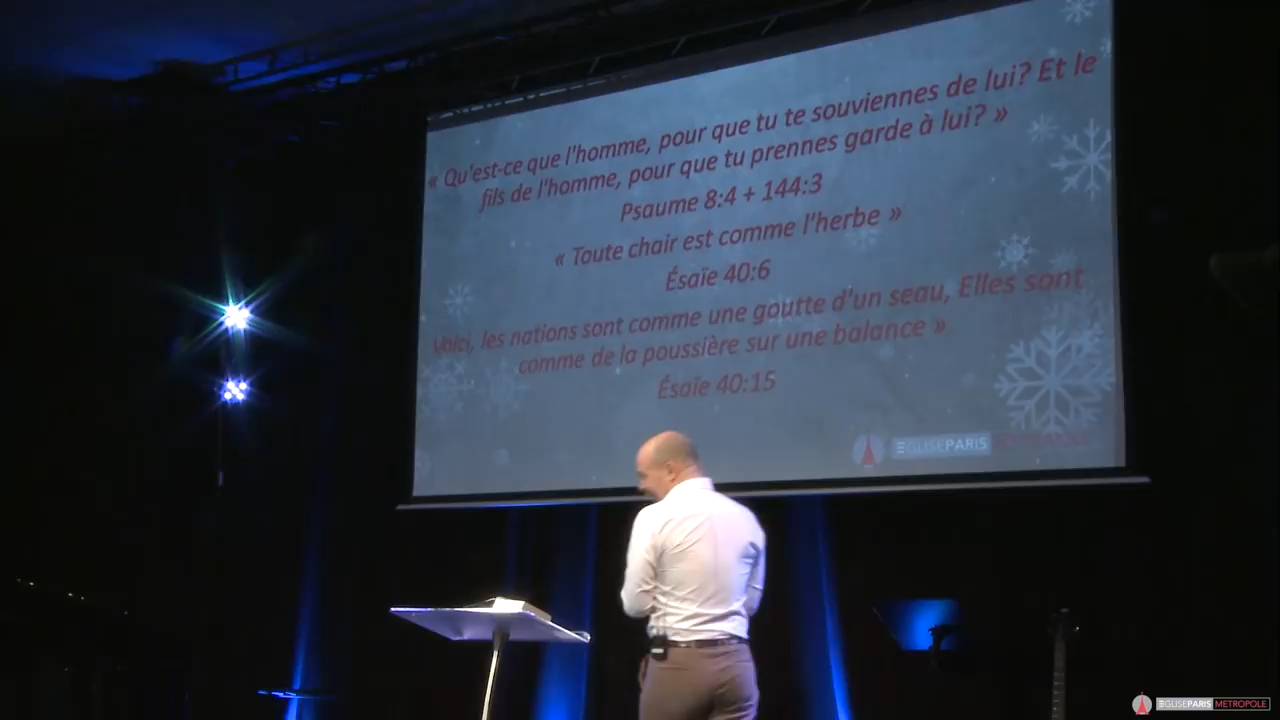 « Qu'est-ce que l'homme, pour que tu te souviennes de lui? Et le
fils de l'homme, pour que tu prennes garde à lui? »
Psaume 8:4 + 144:3
« Toute chair est comme l'herbe »
Ésaïe 40:6
Voici, les nations sont comme une goutte d'un seau, Elles sont
comme de la poussière sur une balance »
Ésaïe 40:15
EGLISEPARIS METROPOLE
EGLISEPARIS METROPOLE